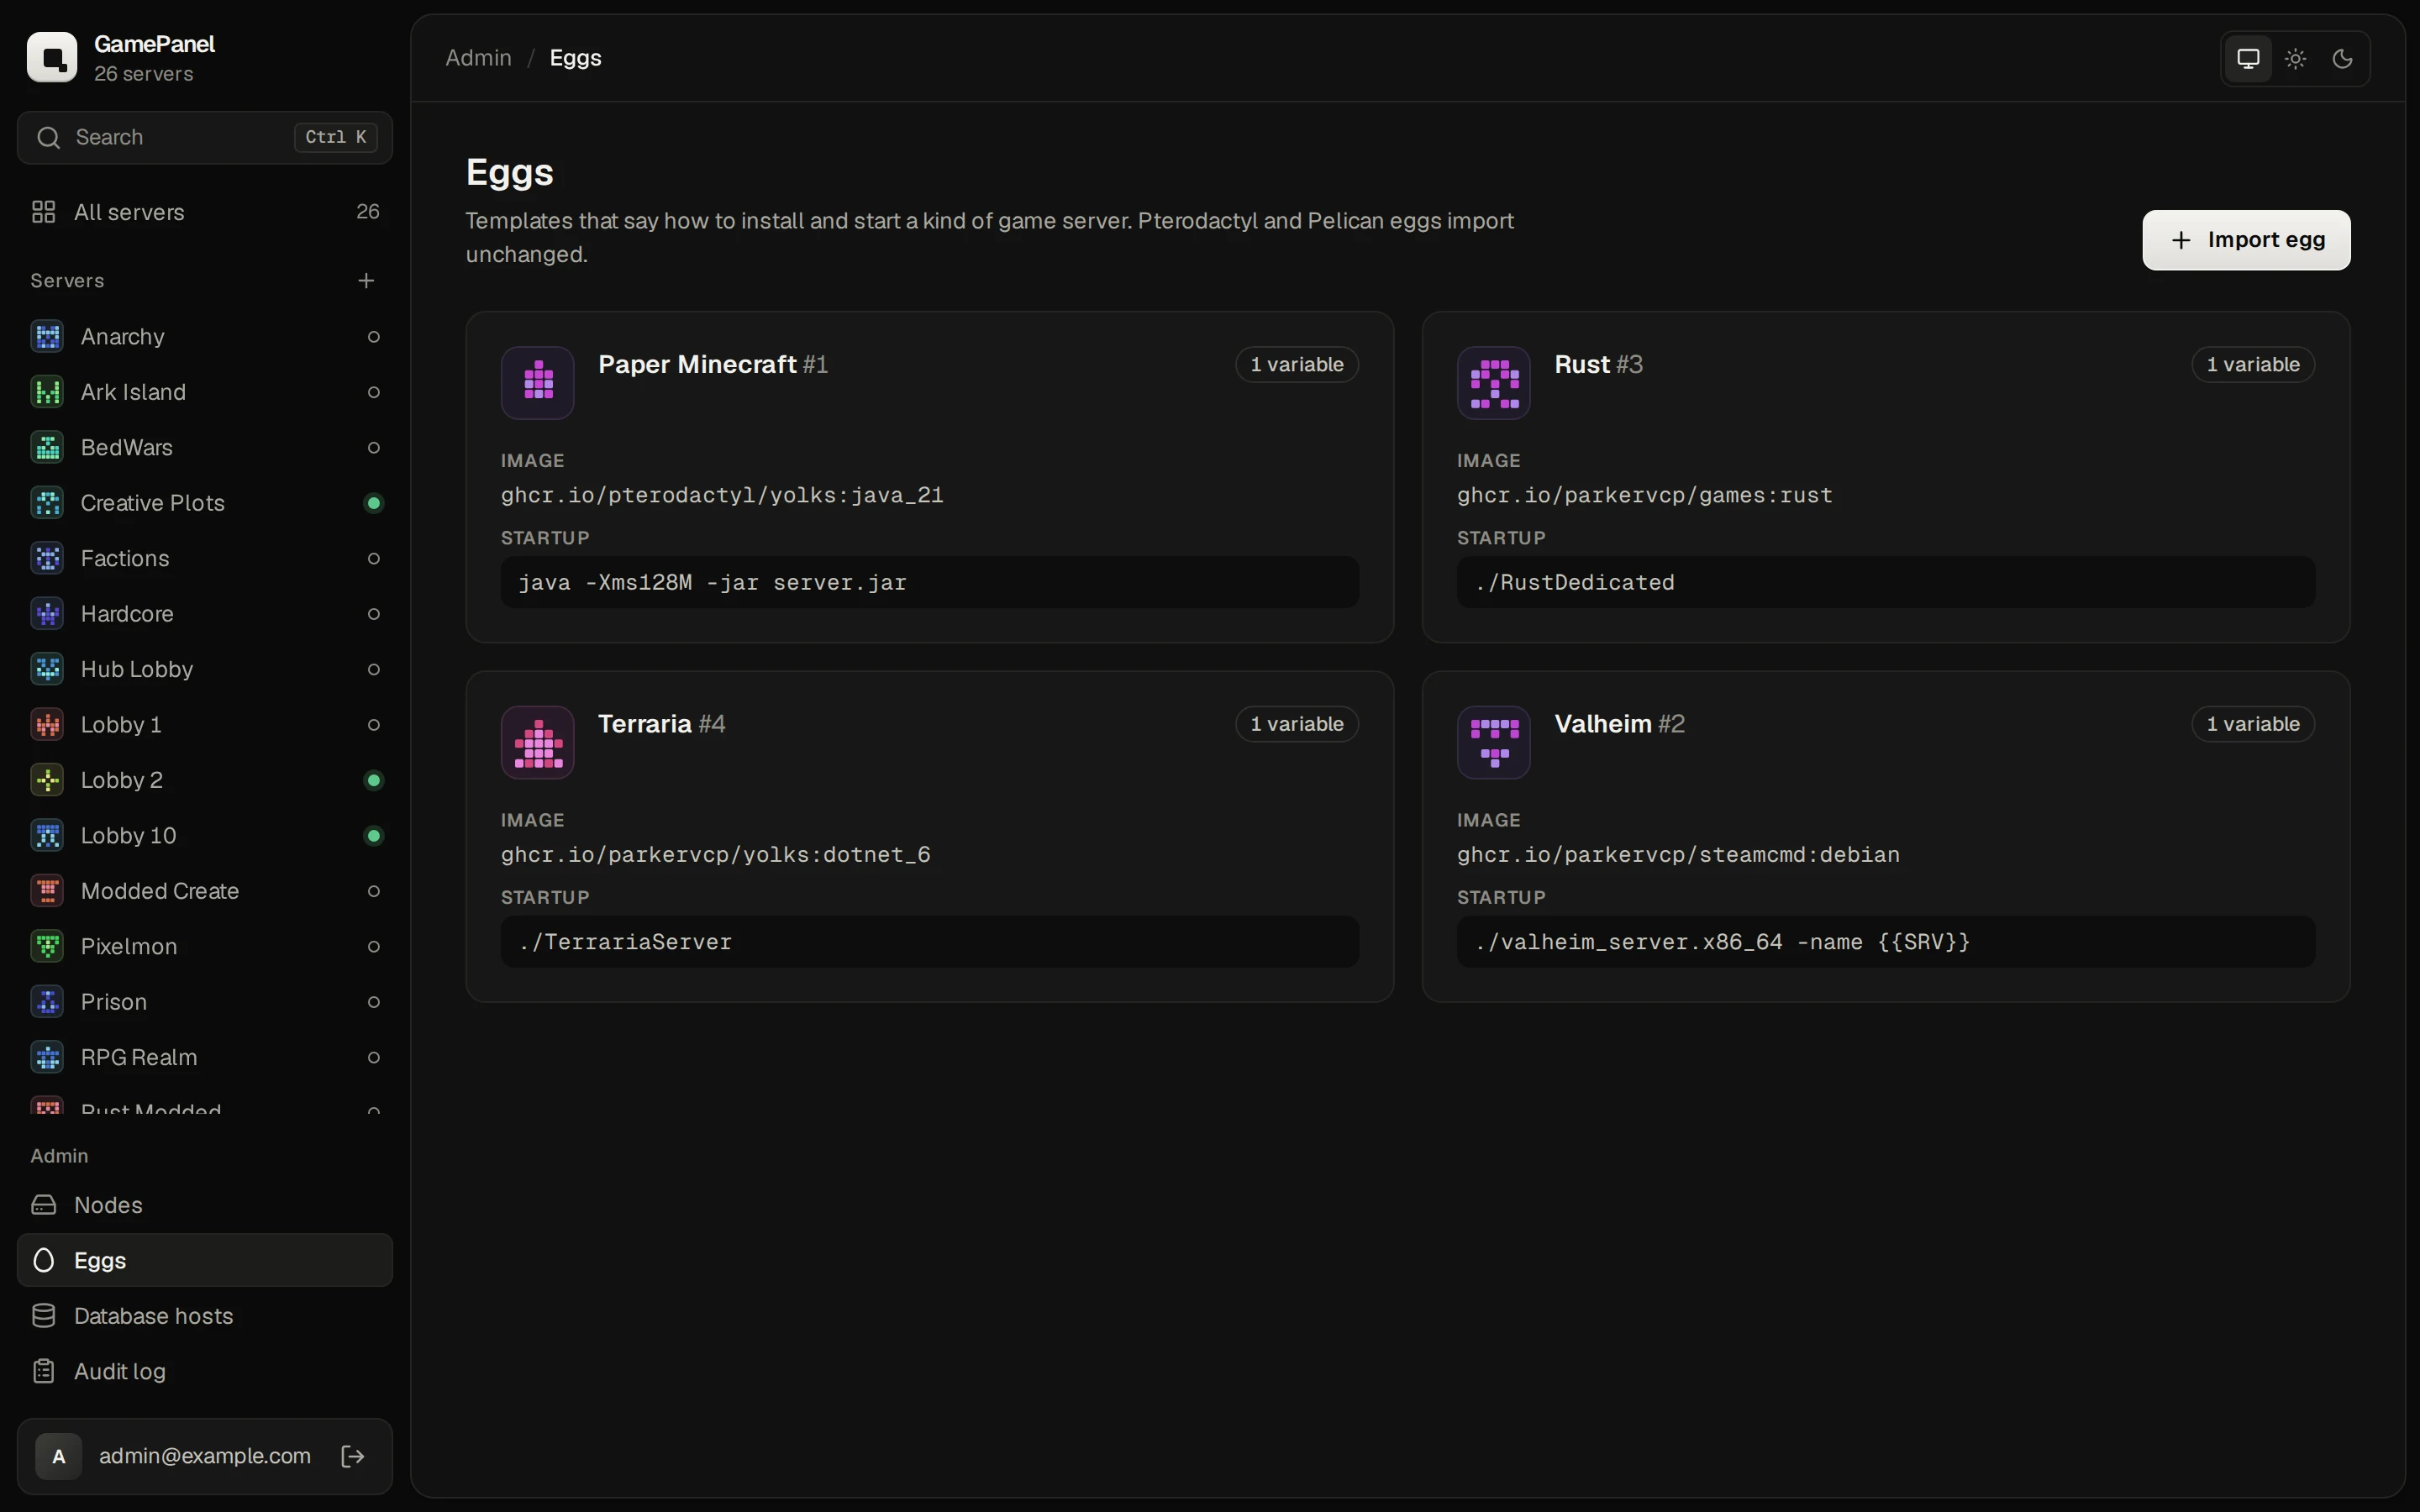 GamePanel
26 servers
Search
Ctrl K
All servers
26
Servers
Anarchy
Ark Island
BedWars
Creative Plots
Factions
Hardcore
Hub Lobby
Lobby 1
Lobby 2
Lobby 10
Modded Create
Pixelmon
Prison
RPG Realm
Rust Modded
Admin
Nodes
Eggs
Database hosts
Audit log
A
admin@example.com
Admin / Eggs
Eggs
Templates that say how to install and start a kind of game server. Pterodactyl and Pelican eggs import
unchanged.
Import egg
Paper Minecraft #1
1 variable
IMAGE
ghcr.io/pterodactyl/yolks:java_21
STARTUP
java -Xms128M -jar server.jar
Rust #3
1 variable
IMAGE
ghcr.io/parkervcp/games:rust
STARTUP
./RustDedicated
Terraria #4
1 variable
IMAGE
ghcr.io/parkervcp/yolks:dotnet_6
STARTUP
./TerrariaServer
Valheim #2
1 variable
IMAGE
ghcr.io/parkervcp/steamcmd:debian
STARTUP
./valheim_server.x86_64 -name {{SRV}}